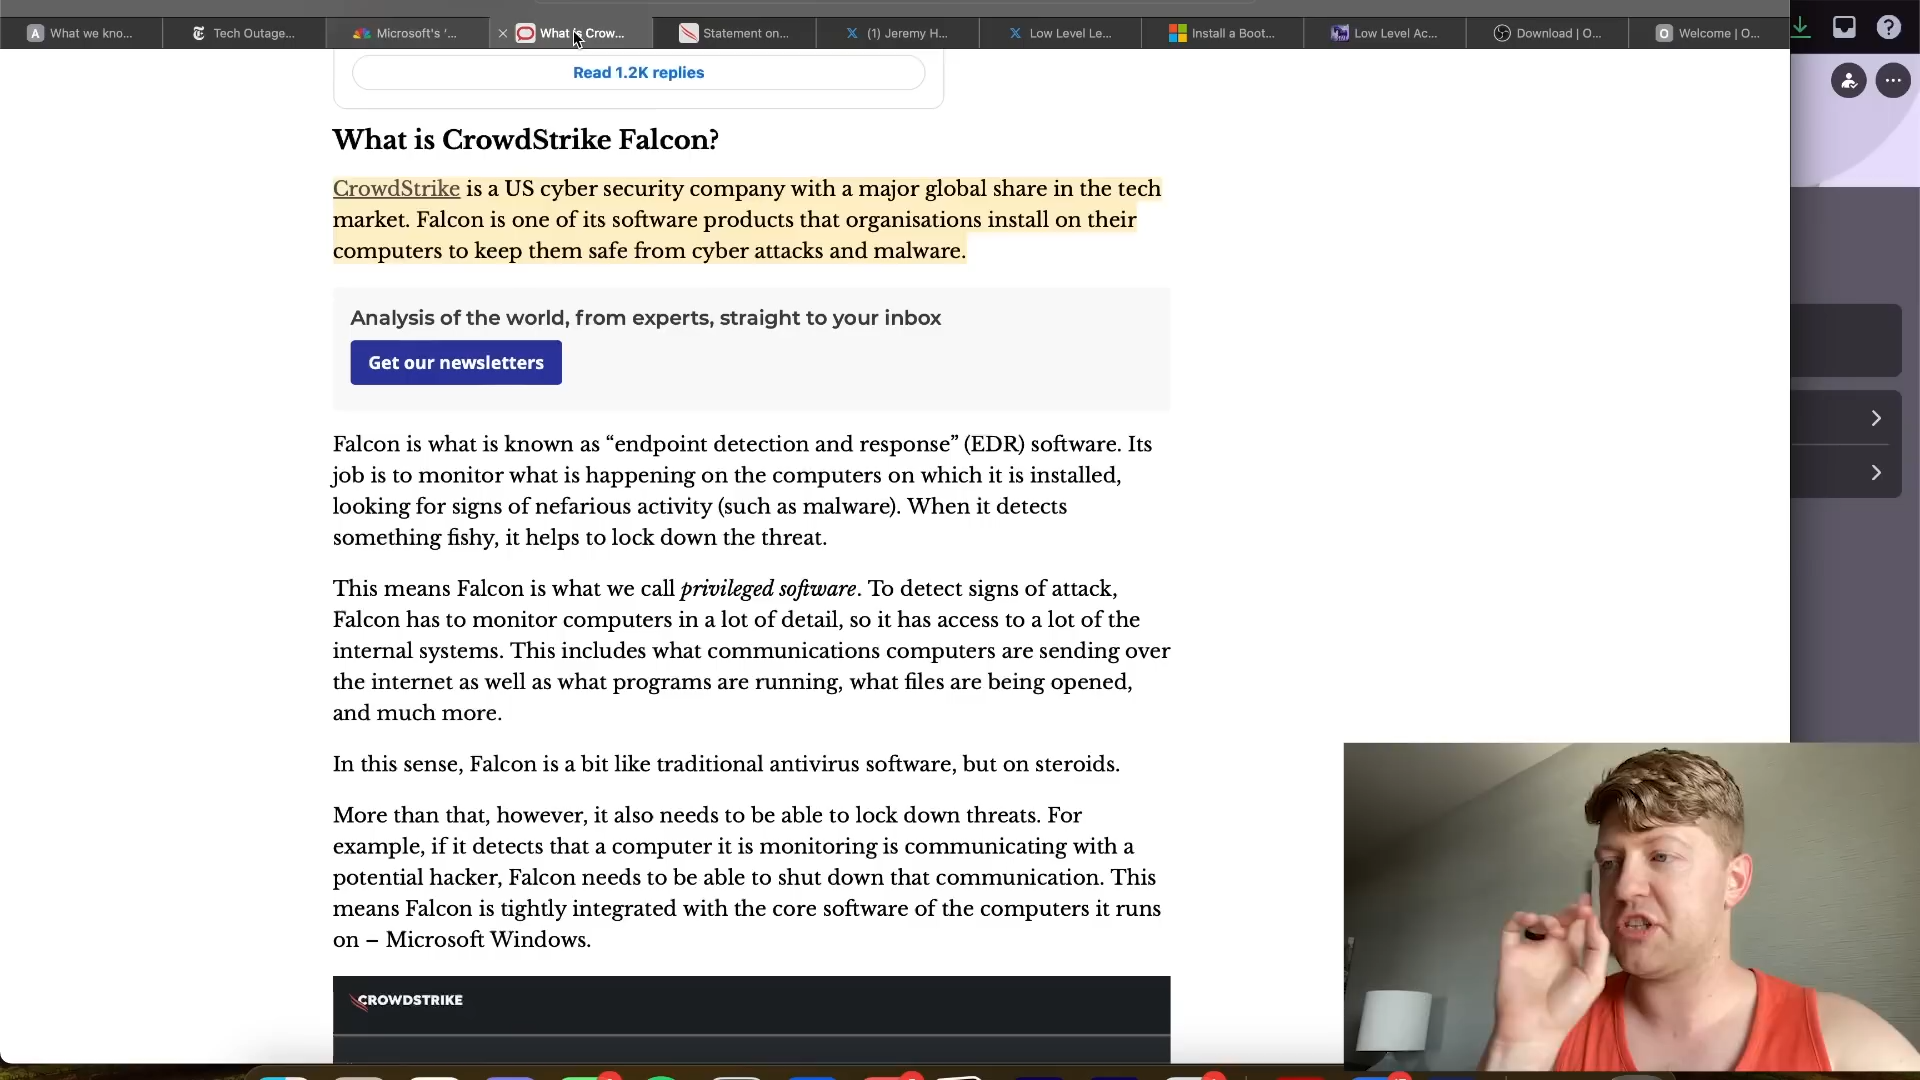 What we kno...
Tech Outage...
Microsoft's ‘...
What is Crow...
Statement on...
(1) Jeremy H...
Low Level Le...
Install a Boot...
Low Level Ac...
Download | O...
Welcome | O...
Read 1.2K replies
What is CrowdStrike Falcon?
CrowdStrike is a US cyber security company with a major global share in the tech
market. Falcon is one of its software products that organisations install on their
computers to keep them safe from cyber attacks and malware.
Analysis of the world, from experts, straight to your inbox
Get our newsletters
Falcon is what is known as “endpoint detection and response” (EDR) software. Its
job is to monitor what is happening on the computers on which it is installed,
looking for signs of nefarious activity (such as malware). When it detects
something fishy, it helps to lock down the threat.
This means Falcon is what we call privileged software. To detect signs of attack,
Falcon has to monitor computers in a lot of detail, so it has access to a lot of the
internal systems. This includes what communications computers are sending over
the internet as well as what programs are running, what files are being opened,
and much more.
In this sense, Falcon is a bit like traditional antivirus software, but on steroids.
More than that, however, it also needs to be able to lock down threats. For
example, if it detects that a computer it is monitoring is communicating with a
potential hacker, Falcon needs to be able to shut down that communication. This
means Falcon is tightly integrated with the core software of the computers it runs
on – Microsoft Windows.
CROWDSTRIKE